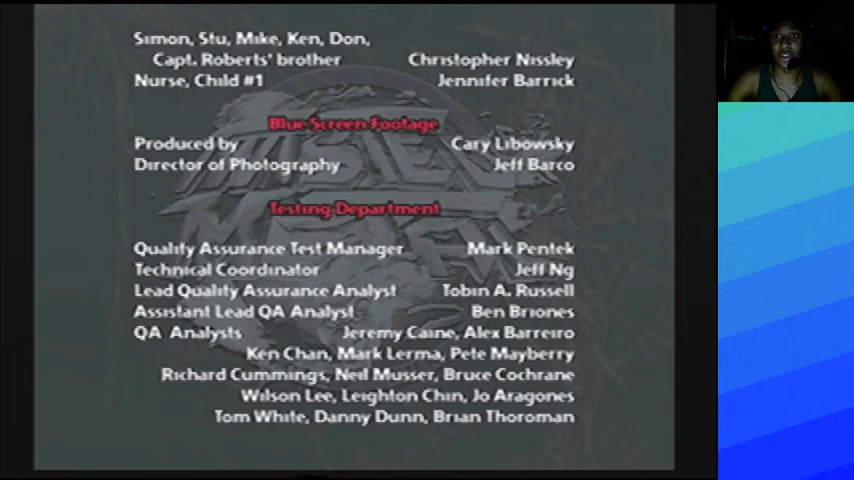 Simon, Stu, Mike, Ken, Don,
Capt. Roberts' brother Christopher Nissley
Nurse, Child #1 Jennifer Barrick
Blue Screen Footage
Produced by Cary Libowsky
Director of Photography Jeff Barco
Testing Department
Quality Assurance Test Manager Mark Pentek
Technical Coordinator Jeff Ng
Lead Quality Assurance Analyst Tobin A. Russell
Assistant Lead QA Analyst Ben Briones
QA Analysts Jeremy Caine, Alex Barreiro
Ken Chan, Mark Lerma, Pete Mayberry
Richard Cummings, Neil Musser, Bruce Cochrane
Wilson Lee, Leighton Chin, Jo Aragones
Tom White, Danny Dunn, Brian Thoroman